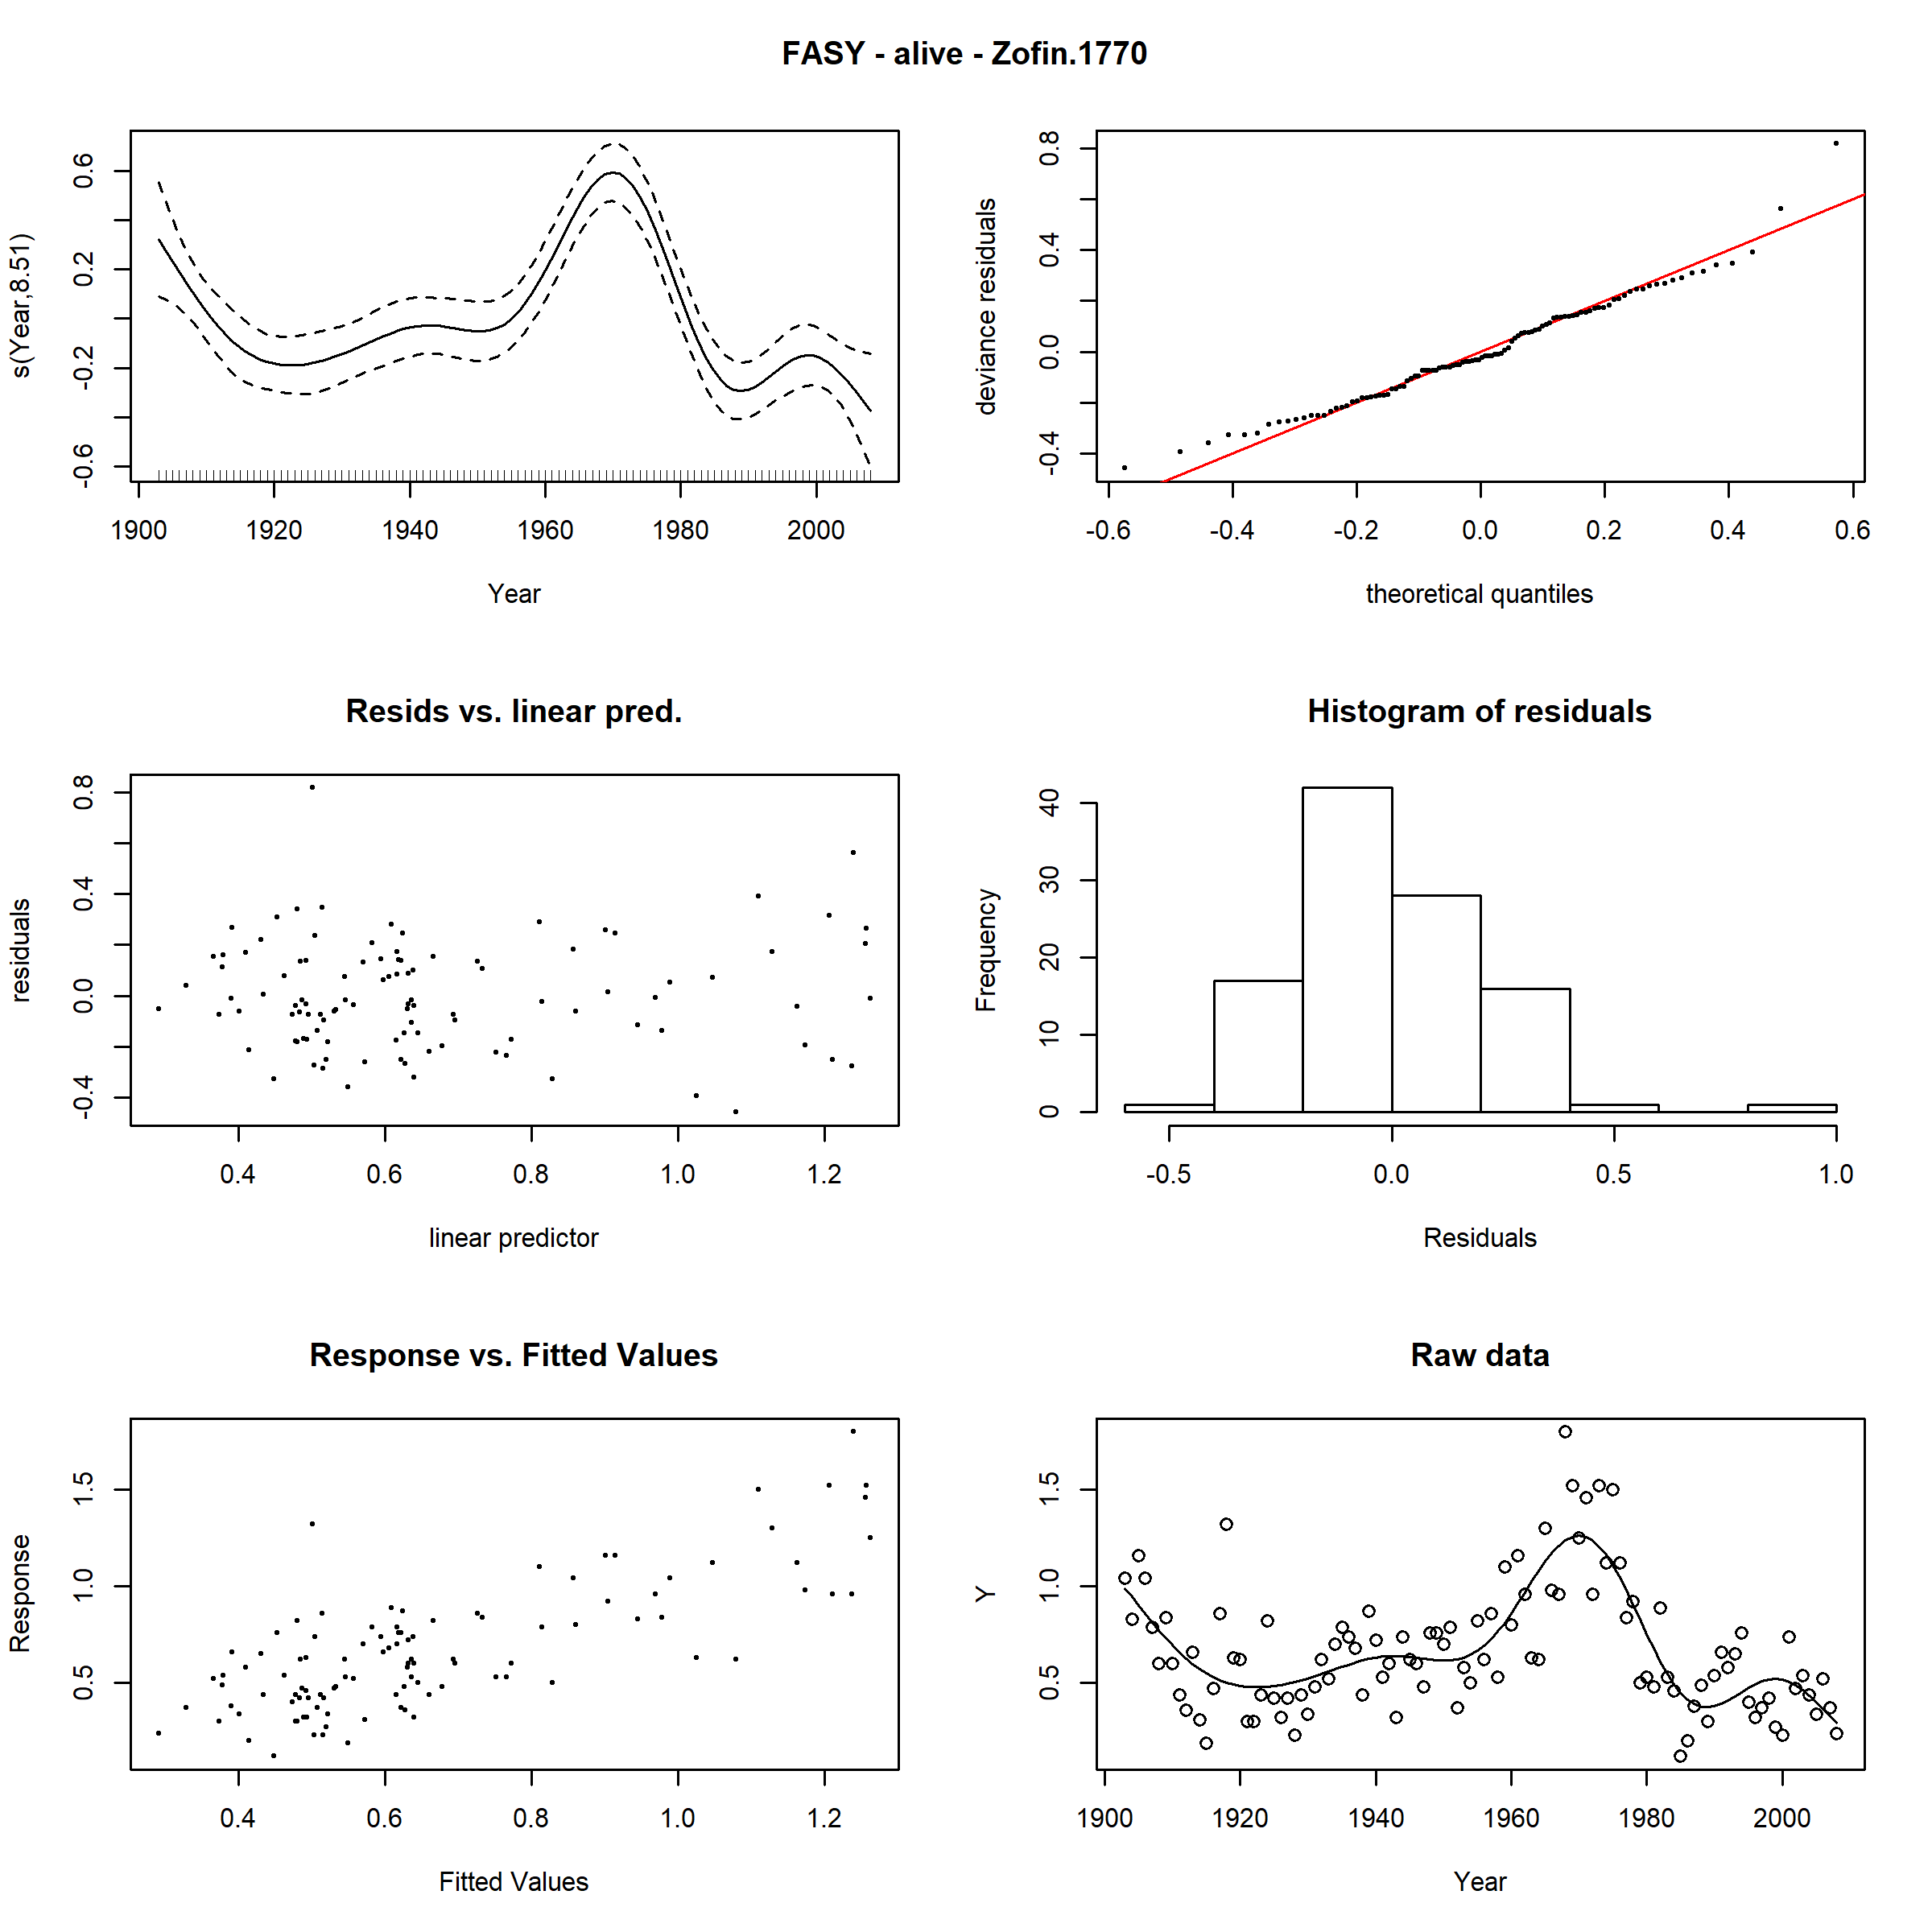 FASY - alive - Zofin.1770
s(Year,8.51)
-0.6 -0.2 0.2 0.6
1900 1920 1940 1960 1980 2000
Year
deviance residuals
-0.4 0.0 0.4 0.8
-0.6 -0.4 -0.2 0.0 0.2 0.4 0.6
theoretical quantiles
Resids vs. linear pred.
residuals
-0.4 0.0 0.4 0.8
0.4 0.6 0.8 1.0 1.2
linear predictor
Histogram of residuals
Frequency
0 10 20 30 40
-0.5 0.0 0.5 1.0
Residuals
Response vs. Fitted Values
Response
0.5 1.0 1.5
0.4 0.6 0.8 1.0 1.2
Fitted Values
Raw data
Y
0.5 1.0 1.5
1900 1920 1940 1960 1980 2000
Year